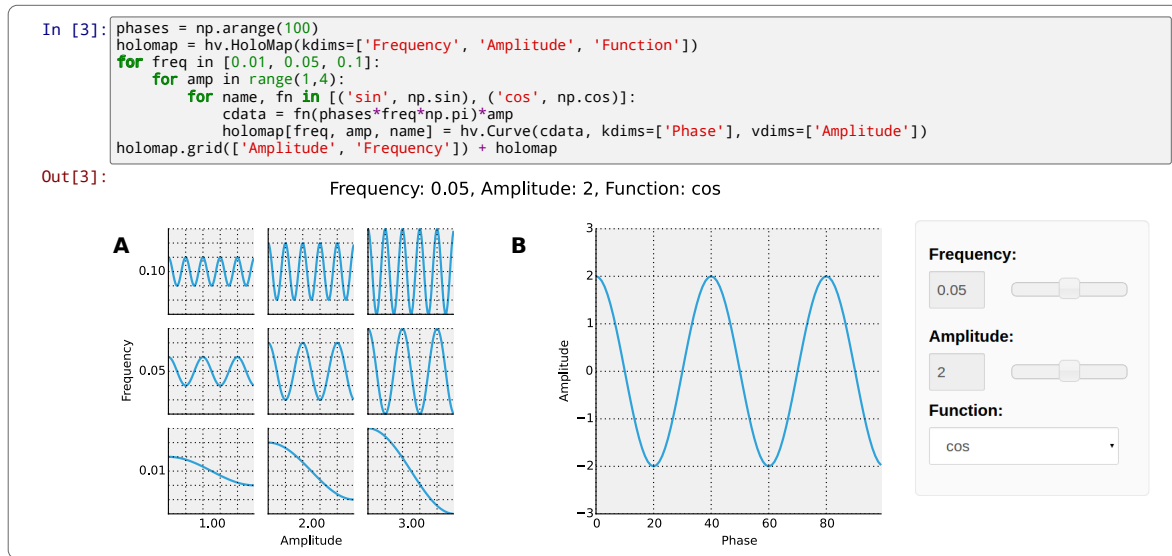 In [3]:
phases = np.arange(100)
holomap = hv.HoloMap(kdims=['Frequency', 'Amplitude', 'Function'])
for freq in [0.01, 0.05, 0.1]:
    for amp in range(1,4):
        for name, fn in [('sin', np.sin), ('cos', np.cos)]:
            cdata = fn(phases*freq*np.pi)*amp
            holomap[freq, amp, name] = hv.Curve(cdata, kdims=['Phase'], vdims=['Amplitude'])
holomap.grid(['Amplitude', 'Frequency']) + holomap
Out[3]:
Frequency: 0.05, Amplitude: 2, Function: cos
A
Frequency
0.10
0.05
0.01
1.00 2.00 3.00
Amplitude
B
Amplitude
3
2
1
0
−1
−2
−3
0 20 40 60 80
Phase
Frequency:
0.05
Amplitude:
2
Function:
cos